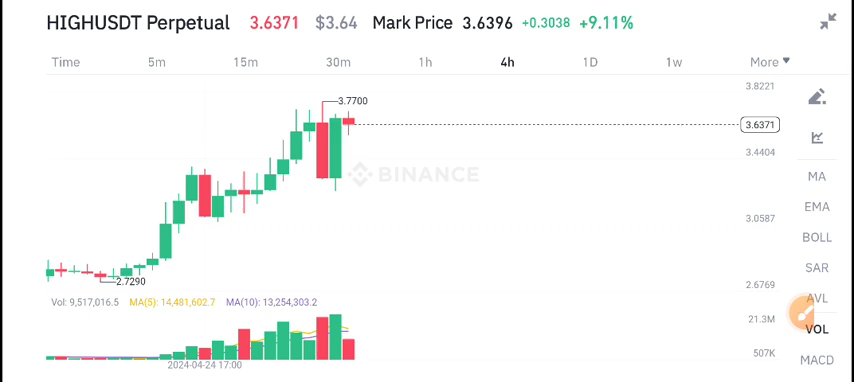 HIGHUSDT Perpetual 3.6371 $3.64 Mark Price 3.6396 +0.3038 +9.11%
Time 5m 15m 30m 1h 4h 1D 1w More
3.8221
3.7700
3.6371
3.4404
BINANCE
MA
EMA
3.0587
BOLL
SAR
2.7290
2.6769
AVL
Vol: 9,517,016.5 MA(5): 14,481,602.7 MA(10): 13,254,303.2
21.3M
VOL
507K
MACD
2024-04-24 17:00